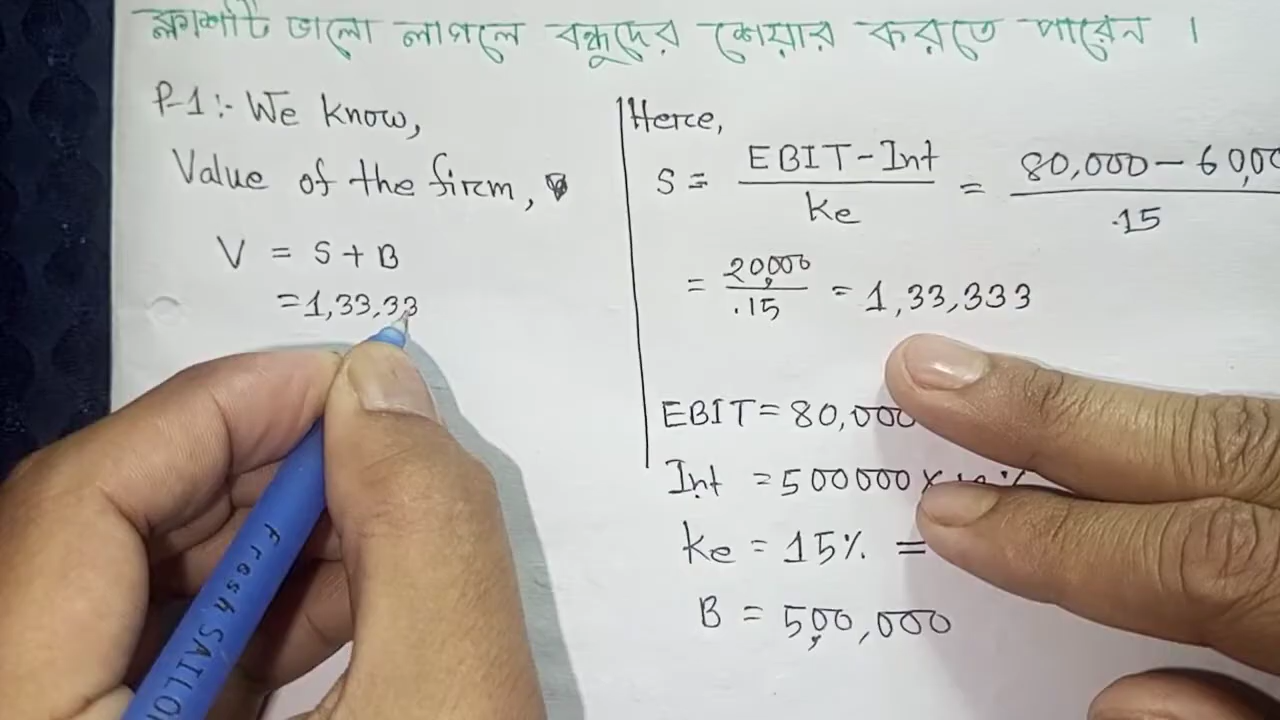 ক্লাশটি ভালো লাগলে বন্ধুদের শেয়ার করতে পারেন ।
P-1:- We know,
Value of the firm,
V = S + B
= 1,33,33
Here,
S = EBIT - Int / Ke = 80,000 - 60,00 / .15
= 20,000 / .15 = 1,33,333
EBIT = 80,000
Int = 500000 ×
Ke = 15% =
B = 500,000
Fresh SAILOR